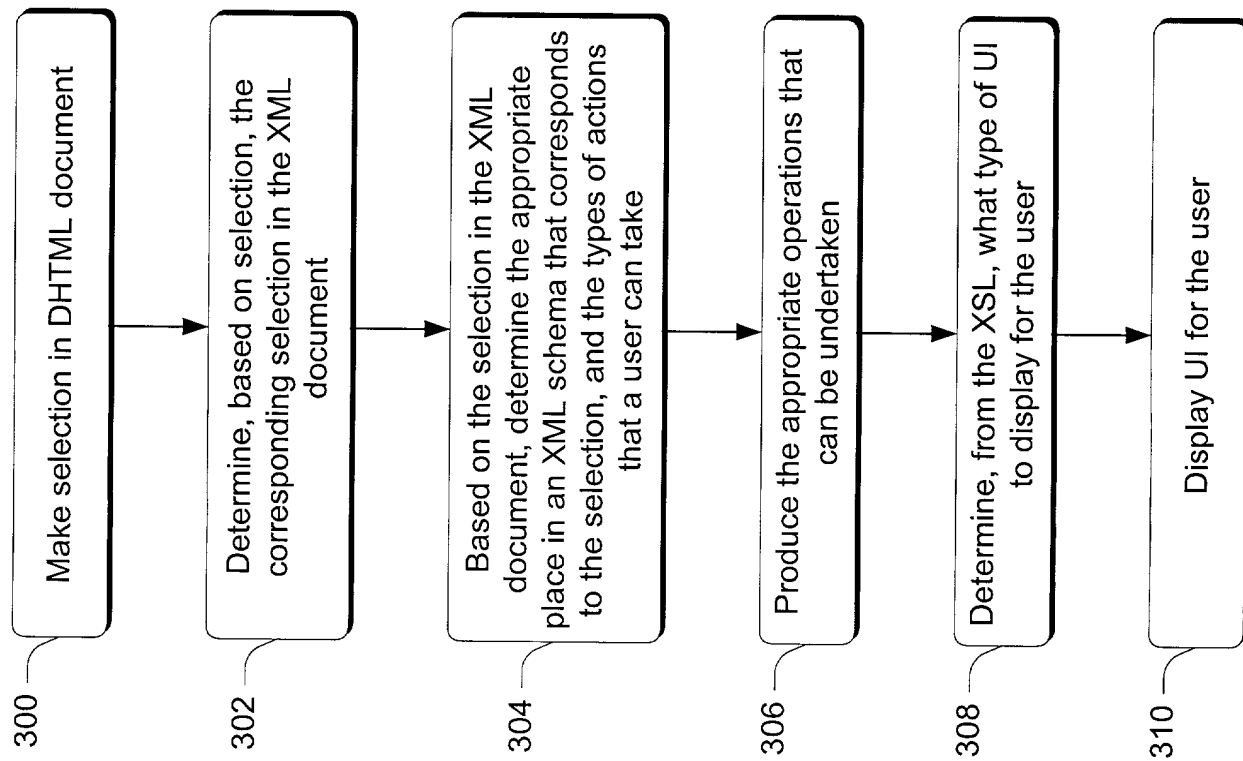 300
Make selection in DHTML document
302
Determine, based on selection, the
corresponding selection in the XML
document
304
Based on the selection in the XML
document, determine the appropriate
place in an XML schema that corresponds
to the selection, and the types of actions
that a user can take
306
Produce the appropriate operations that
can be undertaken
308
Determine, from the XSL, what type of UI
to display for the user
310
Display UI for the user